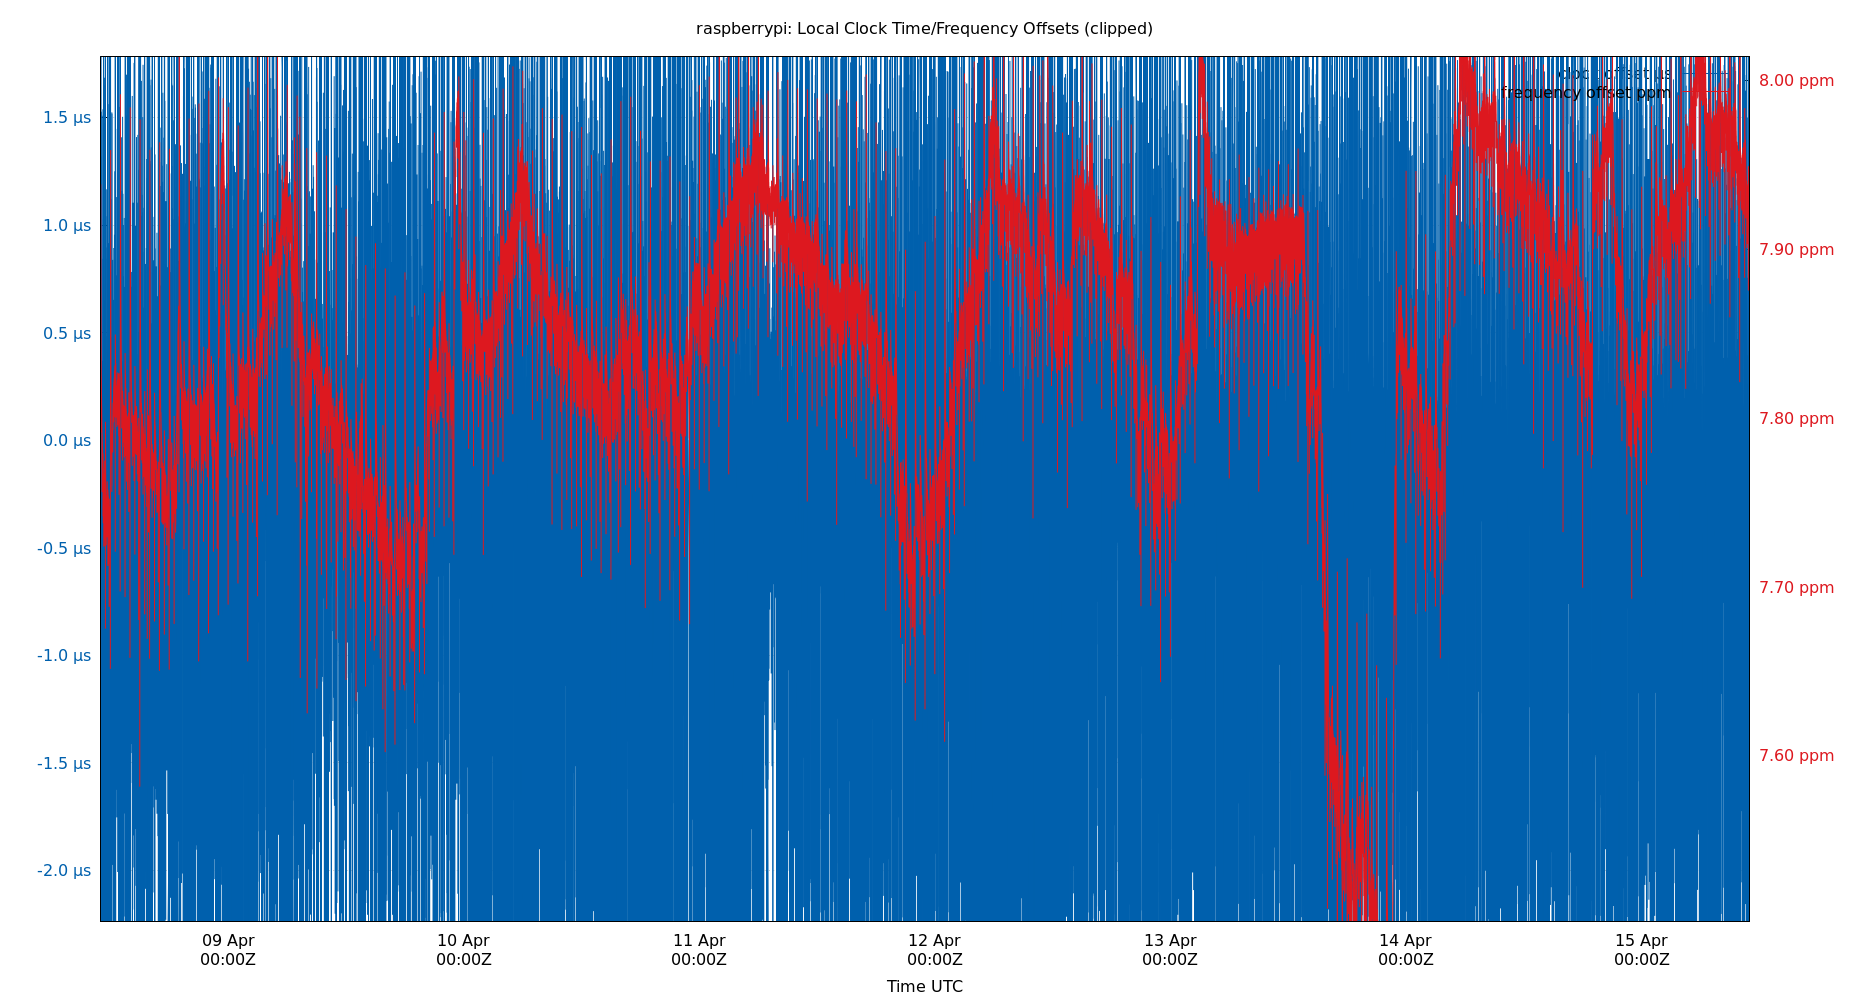 raspberrypi: Local Clock Time/Frequency Offsets (clipped)
clock offset µs
frequency offset ppm
1.5 µs
1.0 µs
0.5 µs
0.0 µs
-0.5 µs
-1.0 µs
-1.5 µs
-2.0 µs
8.00 ppm
7.90 ppm
7.80 ppm
7.70 ppm
7.60 ppm
09 Apr 10 Apr 11 Apr 12 Apr 13 Apr 14 Apr 15 Apr
00:00Z 00:00Z 00:00Z 00:00Z 00:00Z 00:00Z 00:00Z
Time UTC